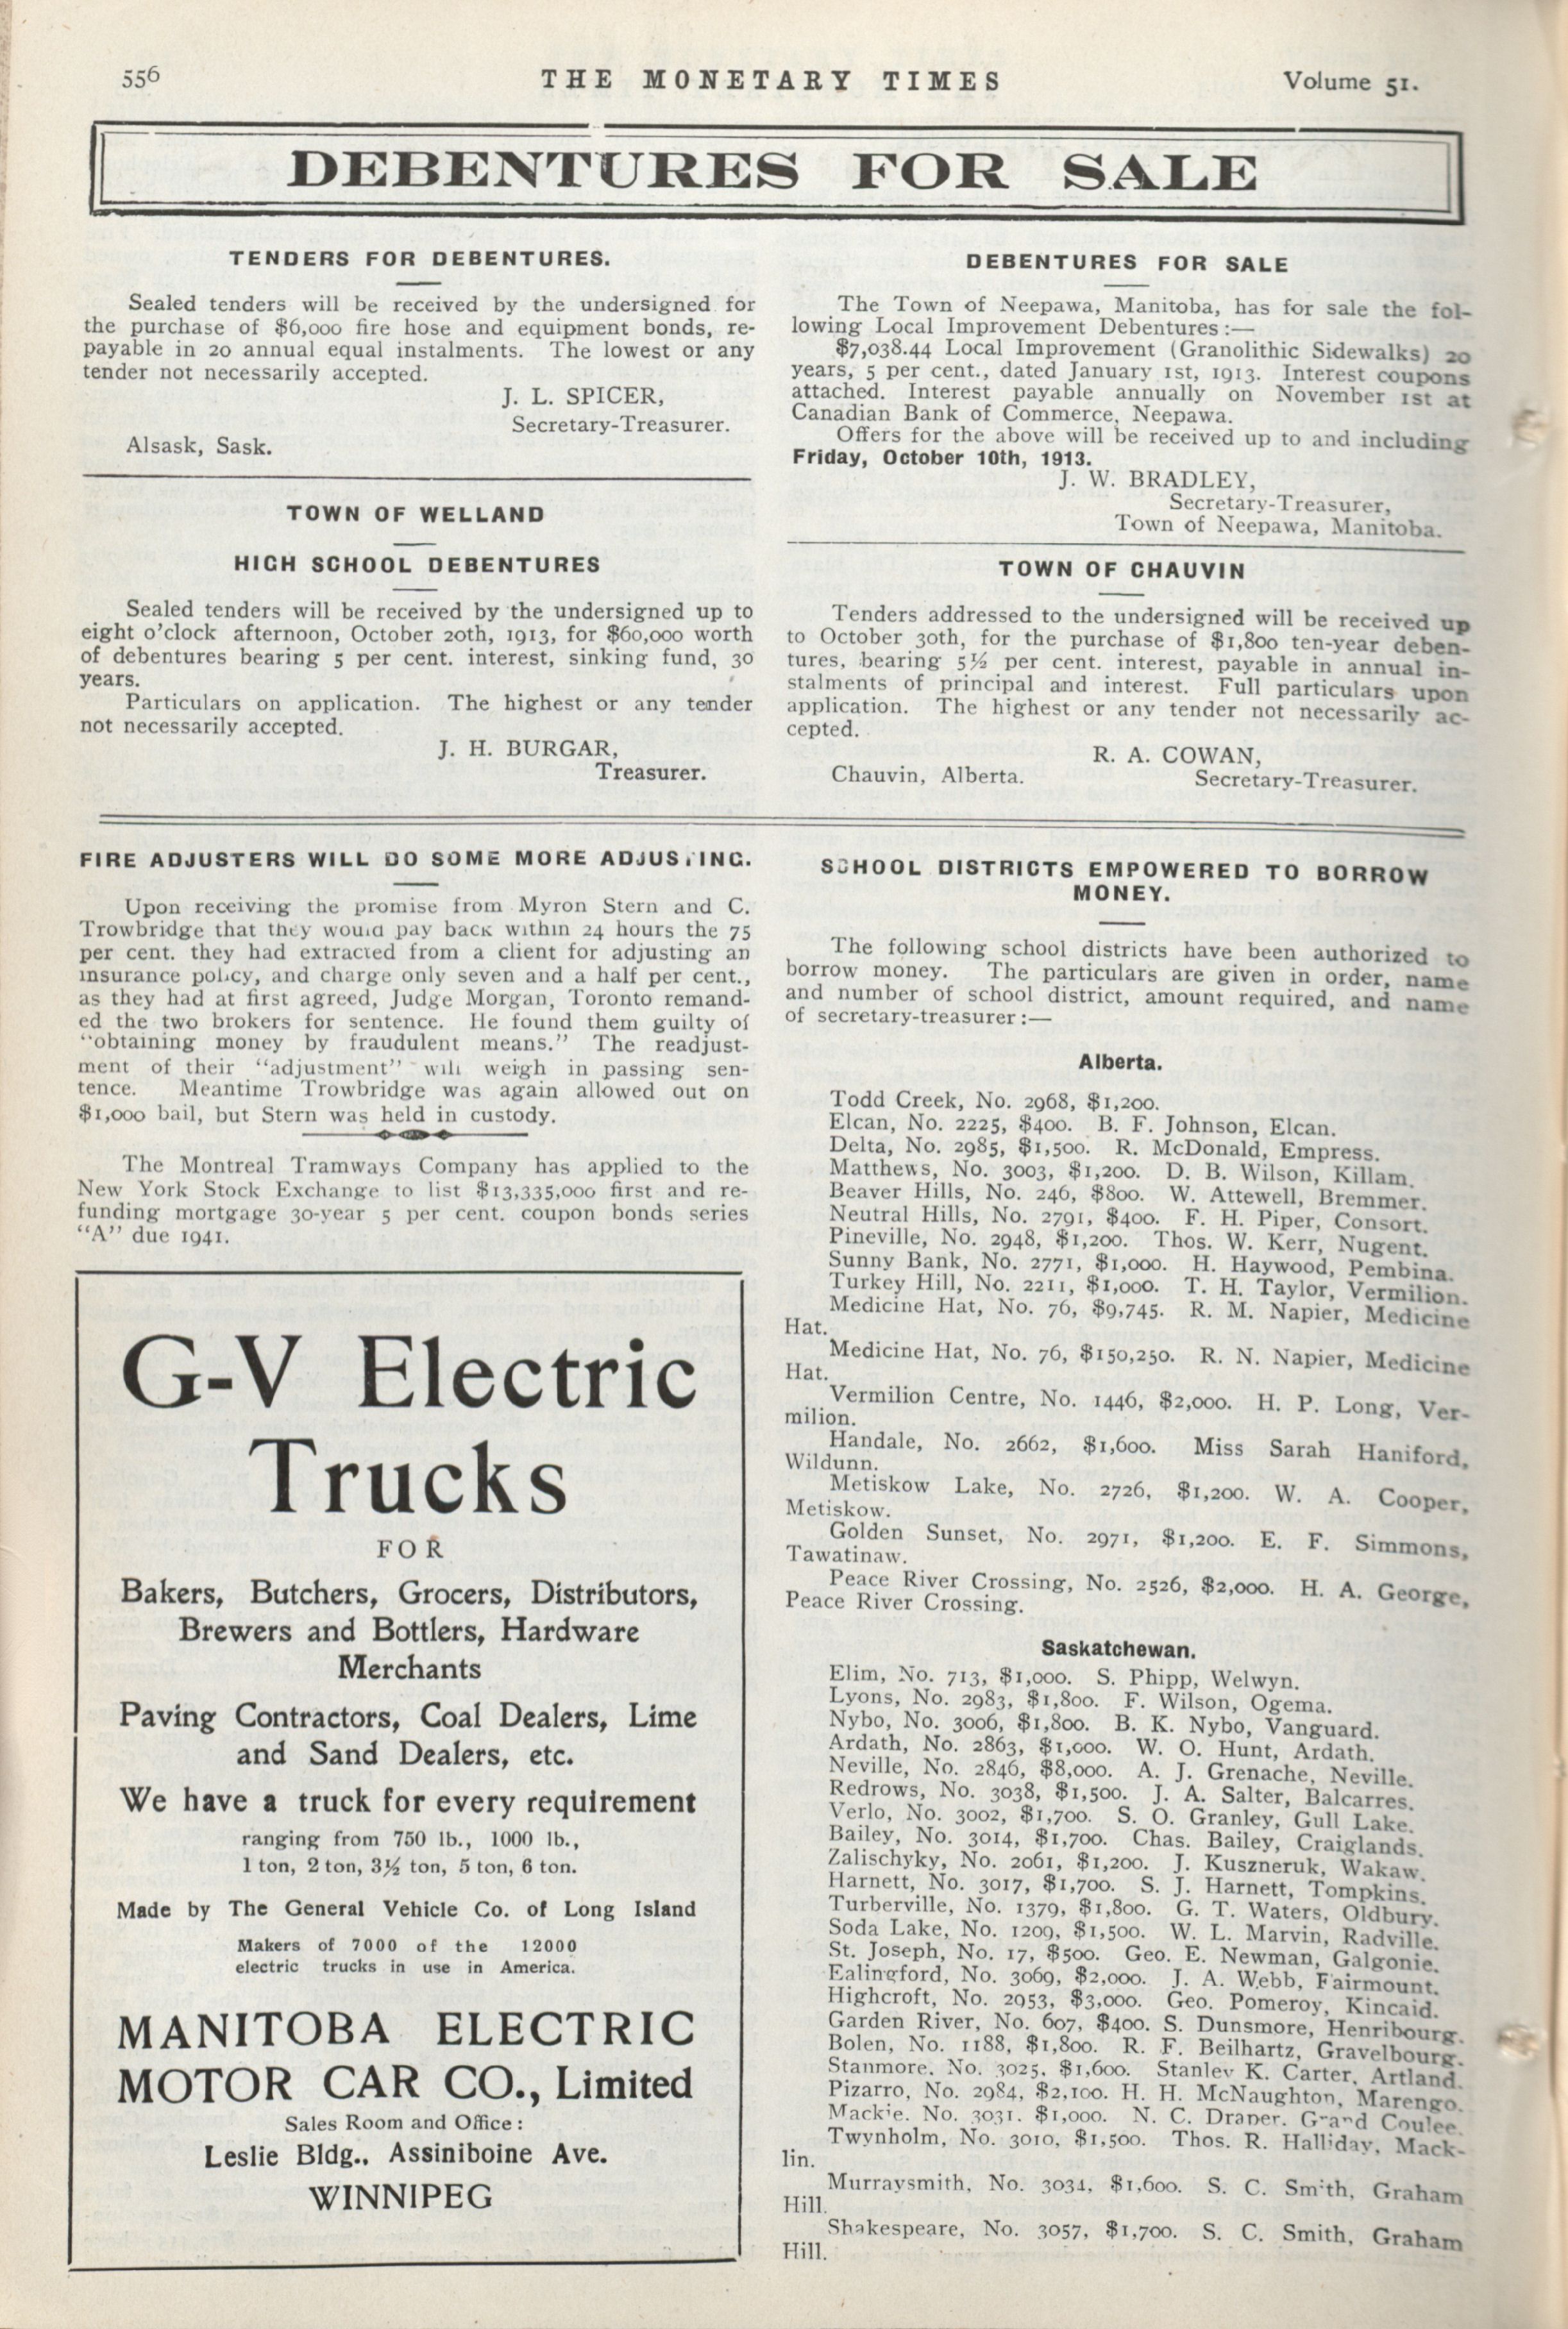 556
THE MONETARY TIMES
Volume 51.
DEBENTURES FOR SALE
TENDERS FOR DEBENTURES.
Sealed tenders will be received by the undersigned for
the purchase of $6,000 fire hose and equipment bonds, re-
payable in 20 annual equal instalments. The lowest or any
tender not necessarily accepted.
J. L. SPICER,
Secretary-Treasurer.
Alsask, Sask.
TOWN OF WELLAND
HIGH SCHOOL DEBENTURES
Sealed tenders will be received by the undersigned up to
eight o'clock afternoon, October 20th, 1913, for $60,000 worth
of debentures bearing 5 per cent. interest, sinking fund, 30
years.
Particulars on application. The highest or any tender
not necessarily accepted.
J. H. BURGAR,
Treasurer.
DEBENTURES FOR SALE
The Town of Neepawa, Manitoba, has for sale the fol-
lowing Local Improvement Debentures:—
$7,038.44 Local Improvement (Granolithic Sidewalks) 20
years, 5 per cent., dated January 1st, 1913. Interest coupons
attached. Interest payable annually on November 1st at
Canadian Bank of Commerce, Neepawa.
Offers for the above will be received up to and including
Friday, October 10th, 1913.
J. W. BRADLEY,
Secretary-Treasurer,
Town of Neepawa, Manitoba.
TOWN OF CHAUVIN
Tenders addressed to the undersigned will be received up
to October 30th, for the purchase of $1,800 ten-year deben-
tures, bearing 5½ per cent. interest, payable in annual in-
stalments of principal and interest. Full particulars upon
application. The highest or any tender not necessarily ac-
cepted.
R. A. COWAN,
Chauvin, Alberta. Secretary-Treasurer.
FIRE ADJUSTERS WILL DO SOME MORE ADJUSTING.
Upon receiving the promise from Myron Stern and C.
Trowbridge that they would pay back within 24 hours the 75
per cent. they had extracted from a client for adjusting an
insurance policy, and charge only seven and a half per cent.,
as they had at first agreed, Judge Morgan, Toronto remand-
ed the two brokers for sentence. He found them guilty of
"obtaining money by fraudulent means." The readjust-
ment of their "adjustment" will weigh in passing sen-
tence. Meantime Trowbridge was again allowed out on
$1,000 bail, but Stern was held in custody.
The Montreal Tramways Company has applied to the
New York Stock Exchange to list $13,335,000 first and re-
funding mortgage 30-year 5 per cent. coupon bonds series
"A" due 1941.
G-V Electric
Trucks
FOR
Bakers, Butchers, Grocers, Distributors,
Brewers and Bottlers, Hardware
Merchants
Paving Contractors, Coal Dealers, Lime
and Sand Dealers, etc.
We have a truck for every requirement
ranging from 750 lb., 1000 lb.,
1 ton, 2 ton, 3½ ton, 5 ton, 6 ton.
Made by The General Vehicle Co. of Long Island
Makers of 7000 of the 12000
electric trucks in use in America.
MANITOBA ELECTRIC
MOTOR CAR CO., Limited
Sales Room and Office:
Leslie Bldg., Assiniboine Ave.
WINNIPEG
SCHOOL DISTRICTS EMPOWERED TO BORROW
MONEY.
The following school districts have been authorized to
borrow money. The particulars are given in order, name
and number of school district, amount required, and name
of secretary-treasurer:—
Alberta.
Todd Creek, No. 2968, $1,200.
Elcan, No. 2225, $400. B. F. Johnson, Elcan.
Delta, No. 2985, $1,500. R. McDonald, Empress.
Matthews, No. 3003, $1,200. D. B. Wilson, Killam.
Beaver Hills, No. 246, $800. W. Attewell, Bremmer.
Neutral Hills, No. 2791, $400. F. H. Piper, Consort.
Pineville, No. 2948, $1,200. Thos. W. Kerr, Nugent.
Sunny Bank, No. 2771, $1,000. H. Haywood, Pembina.
Turkey Hill, No. 2211, $1,000. T. H. Taylor, Vermilion.
Medicine Hat, No. 76, $9,745. R. M. Napier, Medicine
Hat.
Medicine Hat, No. 76, $150,250. R. N. Napier, Medicine
Hat.
Vermilion Centre, No. 1446, $2,000. H. P. Long, Ver-
milion.
Handale, No. 2662, $1,600. Miss Sarah Haniford,
Wildunn.
Metiskow Lake, No. 2726, $1,200. W. A. Cooper,
Metiskow.
Golden Sunset, No. 2971, $1,200. E. F. Simmons,
Tawatinaw.
Peace River Crossing, No. 2526, $2,000. H. A. George,
Peace River Crossing.
Saskatchewan.
Elim, No. 713, $1,000. S. Phipp, Welwyn.
Lyons, No. 2983, $1,800. F. Wilson, Ogema.
Nybo, No. 3006, $1,800. B. K. Nybo, Vanguard.
Ardath, No. 2863, $1,000. W. O. Hunt, Ardath.
Neville, No. 2846, $8,000. A. J. Grenache, Neville.
Redrows, No. 3038, $1,500. J. A. Salter, Balcarres.
Verlo, No. 3002, $1,700. S. O. Granley, Gull Lake.
Bailey, No. 3014, $1,700. Chas. Bailey, Craiglands.
Zalischyky, No. 2061, $1,200. J. Kuszneruk, Wakaw.
Harnett, No. 3017, $1,700. S. J. Harnett, Tompkins.
Turberville, No. 1379, $1,800. G. T. Waters, Oldbury.
Soda Lake, No. 1209, $1,500. W. L. Marvin, Radville.
St. Joseph, No. 17, $500. Geo. E. Newman, Galgonie.
Ealingford, No. 3069, $2,000. J. A. Webb, Fairmount.
Highcroft, No. 2953, $3,000. Geo. Pomeroy, Kincaid.
Garden River, No. 607, $400. S. Dunsmore, Henribourg.
Bolen, No. 1188, $1,800. R. F. Beilhartz, Gravelbourg.
Stanmore, No. 3025, $1,600. Stanley K. Carter, Artland.
Pizarro, No. 2984, $2,100. H. H. McNaughton, Marengo.
Mackie, No. 3031, $1,000. N. C. Draper, Grand Coulee.
Twynholm, No. 3010, $1,500. Thos. R. Halliday, Mack-
lin.
Murraysmith, No. 3034, $1,600. S. C. Smith, Graham
Hill.
Shakespeare, No. 3057, $1,700. S. C. Smith, Graham
Hill.